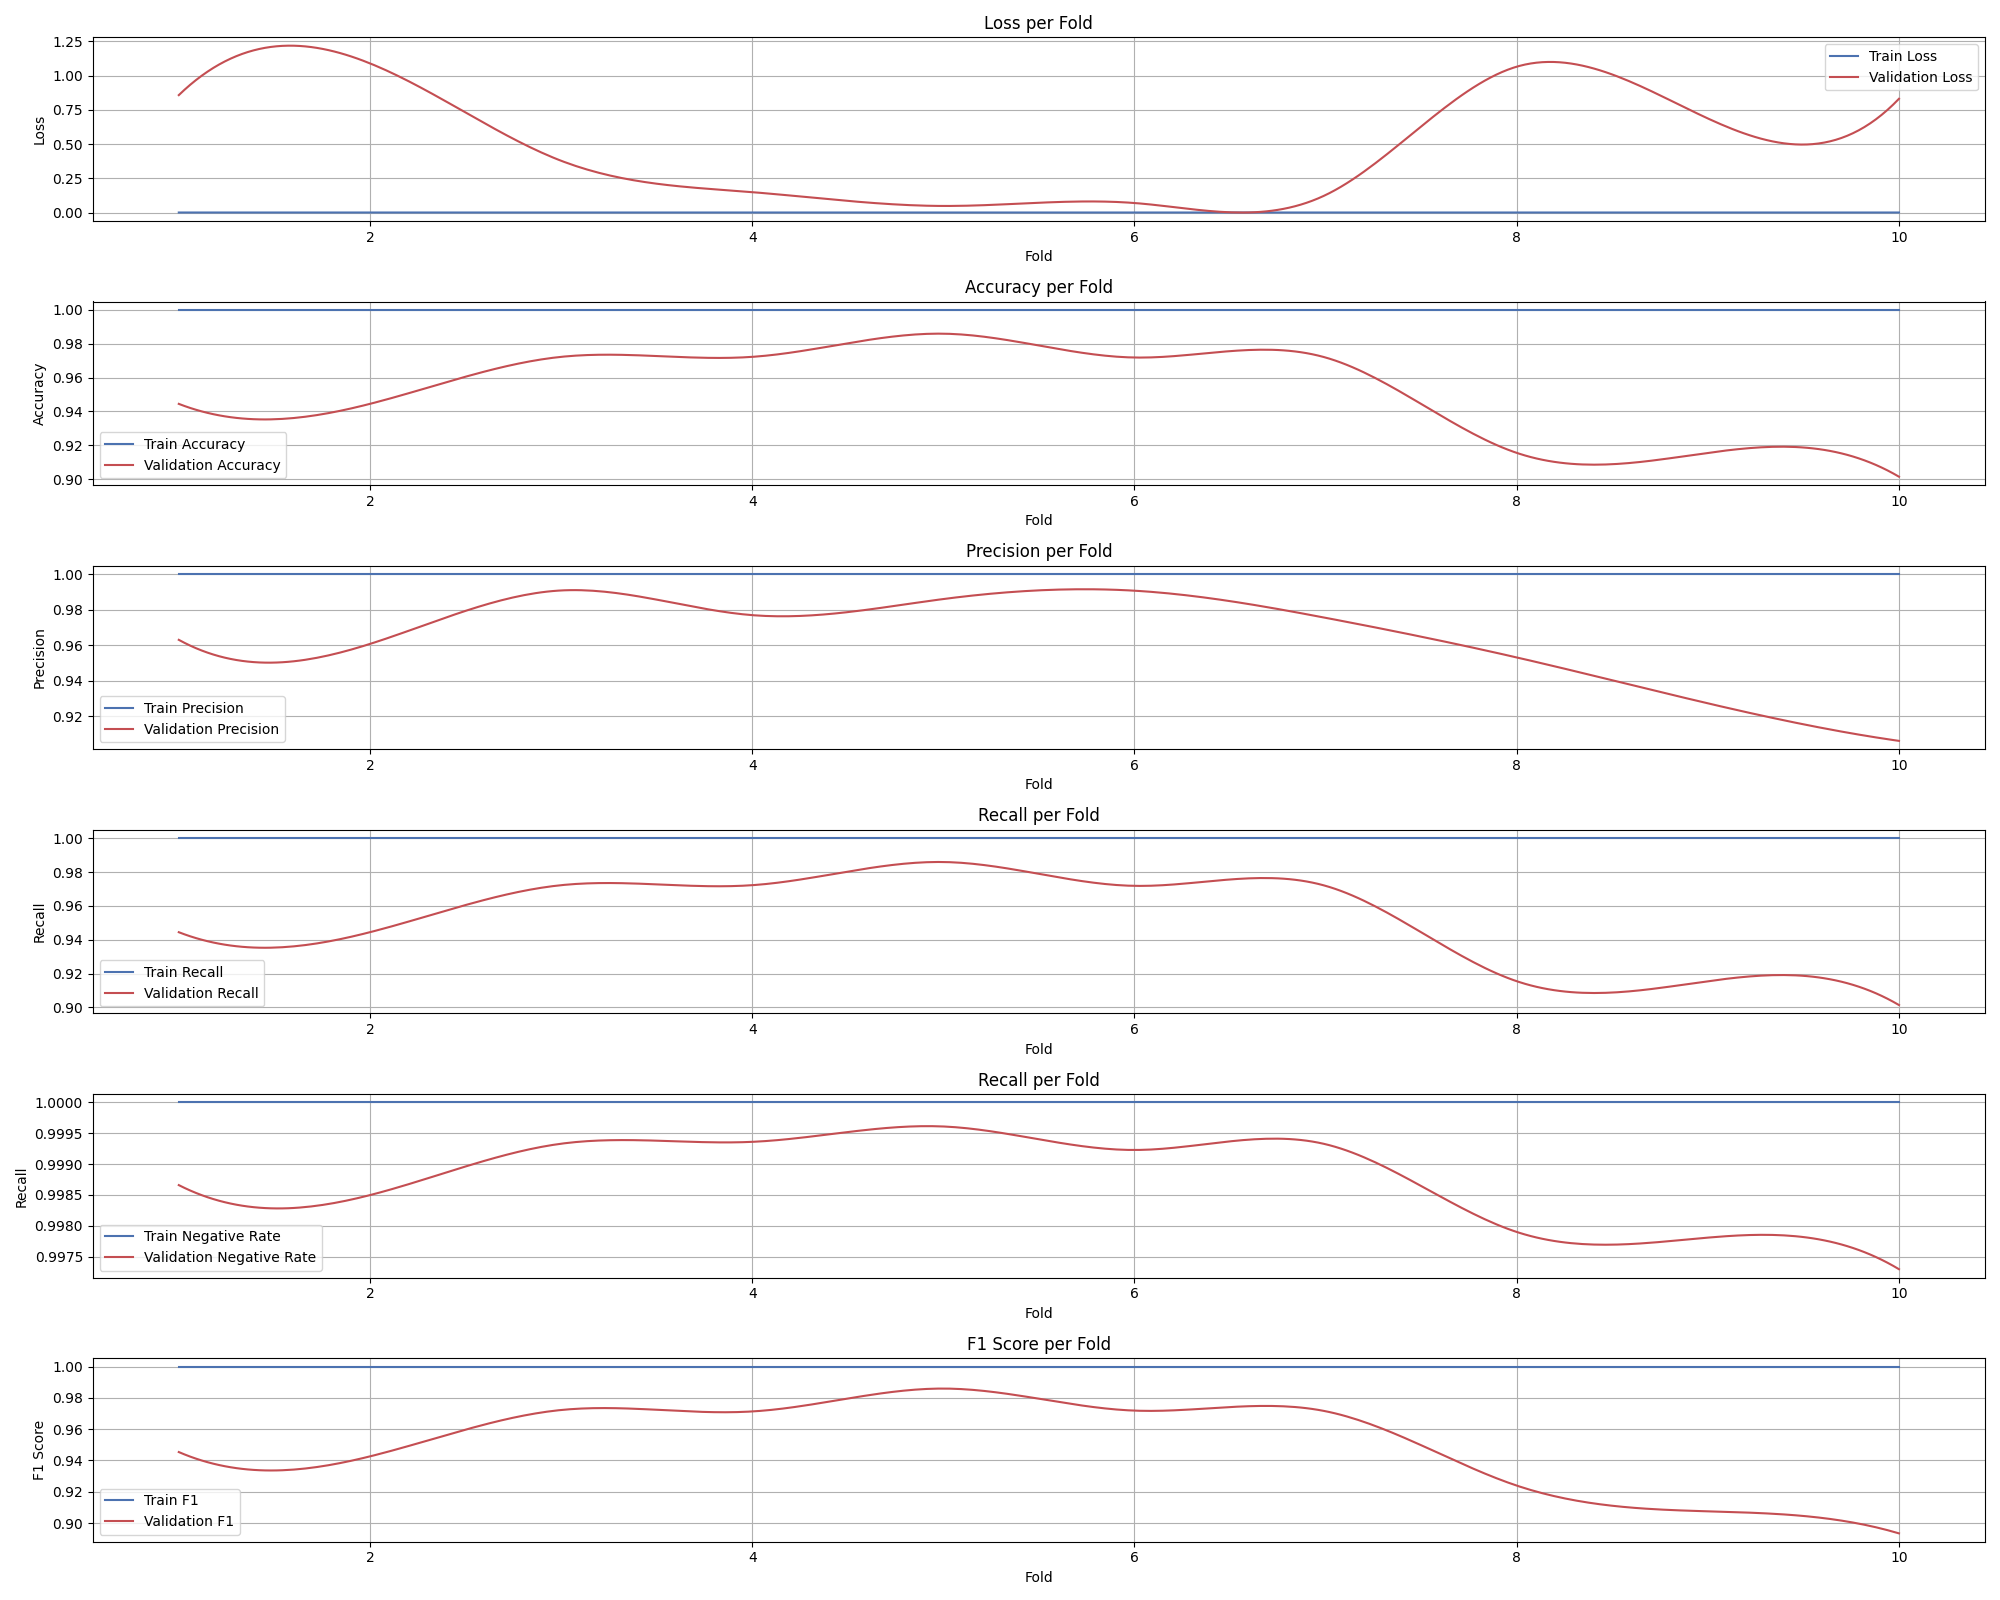 Loss per Fold
1.25
1.00
0.75
0.50
0.25
0.00
Loss
Train Loss
Validation Loss
2 4 6 8 10
Fold
Accuracy per Fold
1.00
0.98
0.96
0.94
0.92
0.90
Accuracy
Train Accuracy
Validation Accuracy
2 4 6 8 10
Fold
Precision per Fold
1.00
0.98
0.96
0.94
0.92
Precision
Train Precision
Validation Precision
2 4 6 8 10
Fold
Recall per Fold
1.00
0.98
0.96
0.94
0.92
0.90
Recall
Train Recall
Validation Recall
2 4 6 8 10
Fold
Recall per Fold
1.0000
0.9995
0.9990
0.9985
0.9980
0.9975
Recall
Train Negative Rate
Validation Negative Rate
2 4 6 8 10
Fold
F1 Score per Fold
1.00
0.98
0.96
0.94
0.92
0.90
F1 Score
Train F1
Validation F1
2 4 6 8 10
Fold